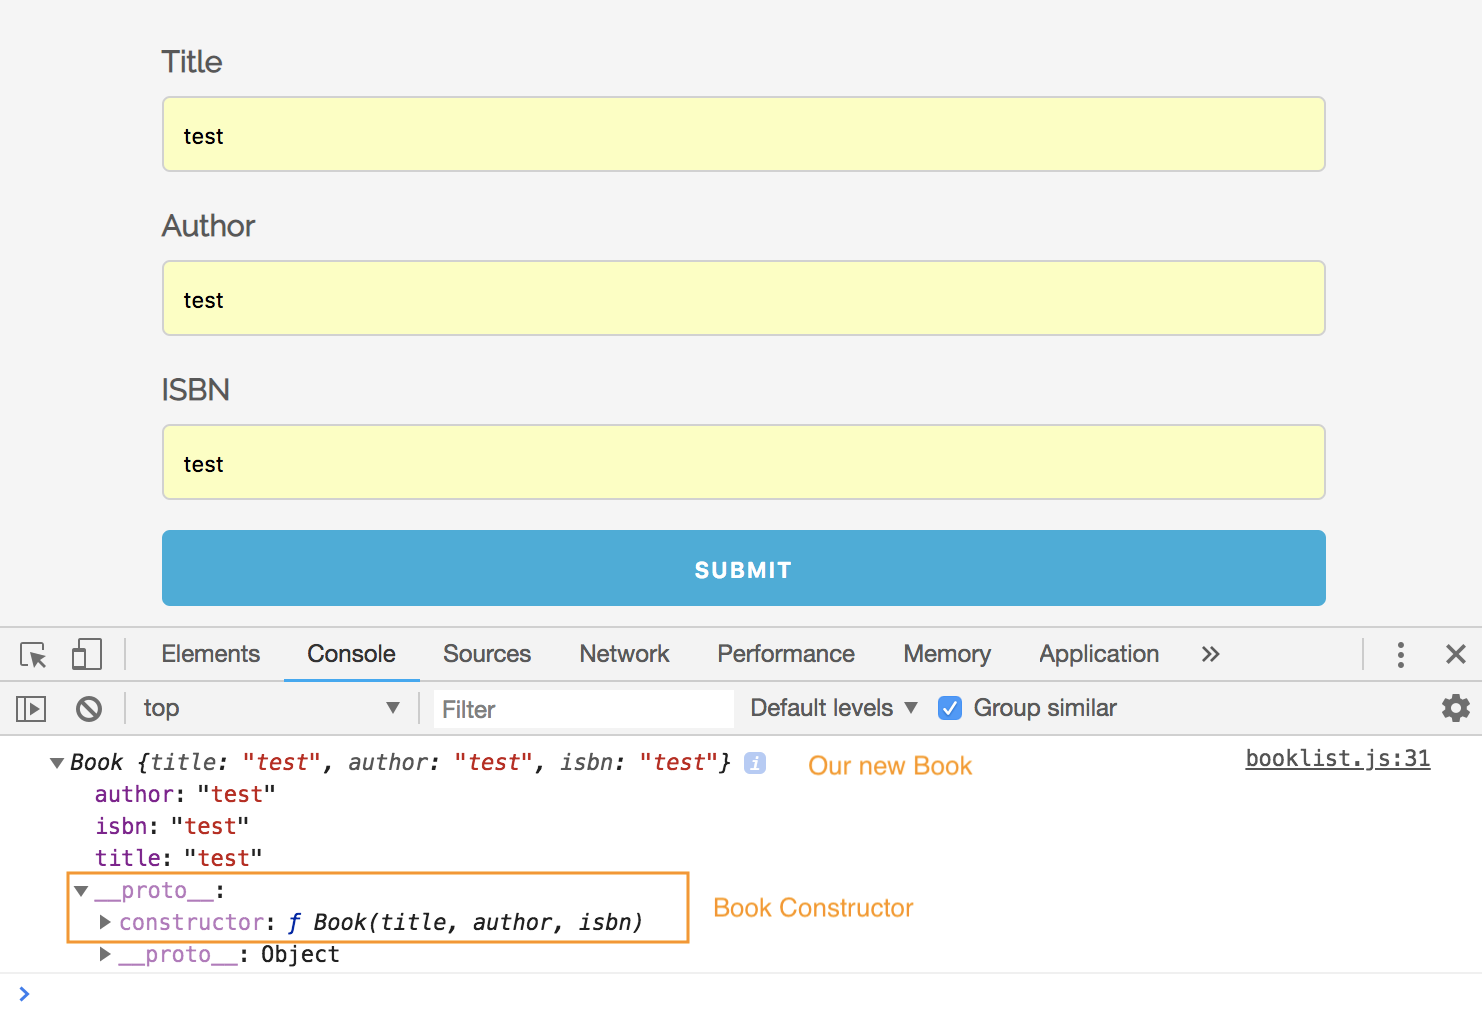 Title
test
Author
test
ISBN
test
SUBMIT
Elements Console Sources Network Performance Memory Application »
top Filter Default levels Group similar
Book {title: "test", author: "test", isbn: "test"} i Our new Book booklist.js:31
author: "test"
isbn: "test"
title: "test"
__proto__:
constructor: ƒ Book(title, author, isbn) Book Constructor
__proto__: Object